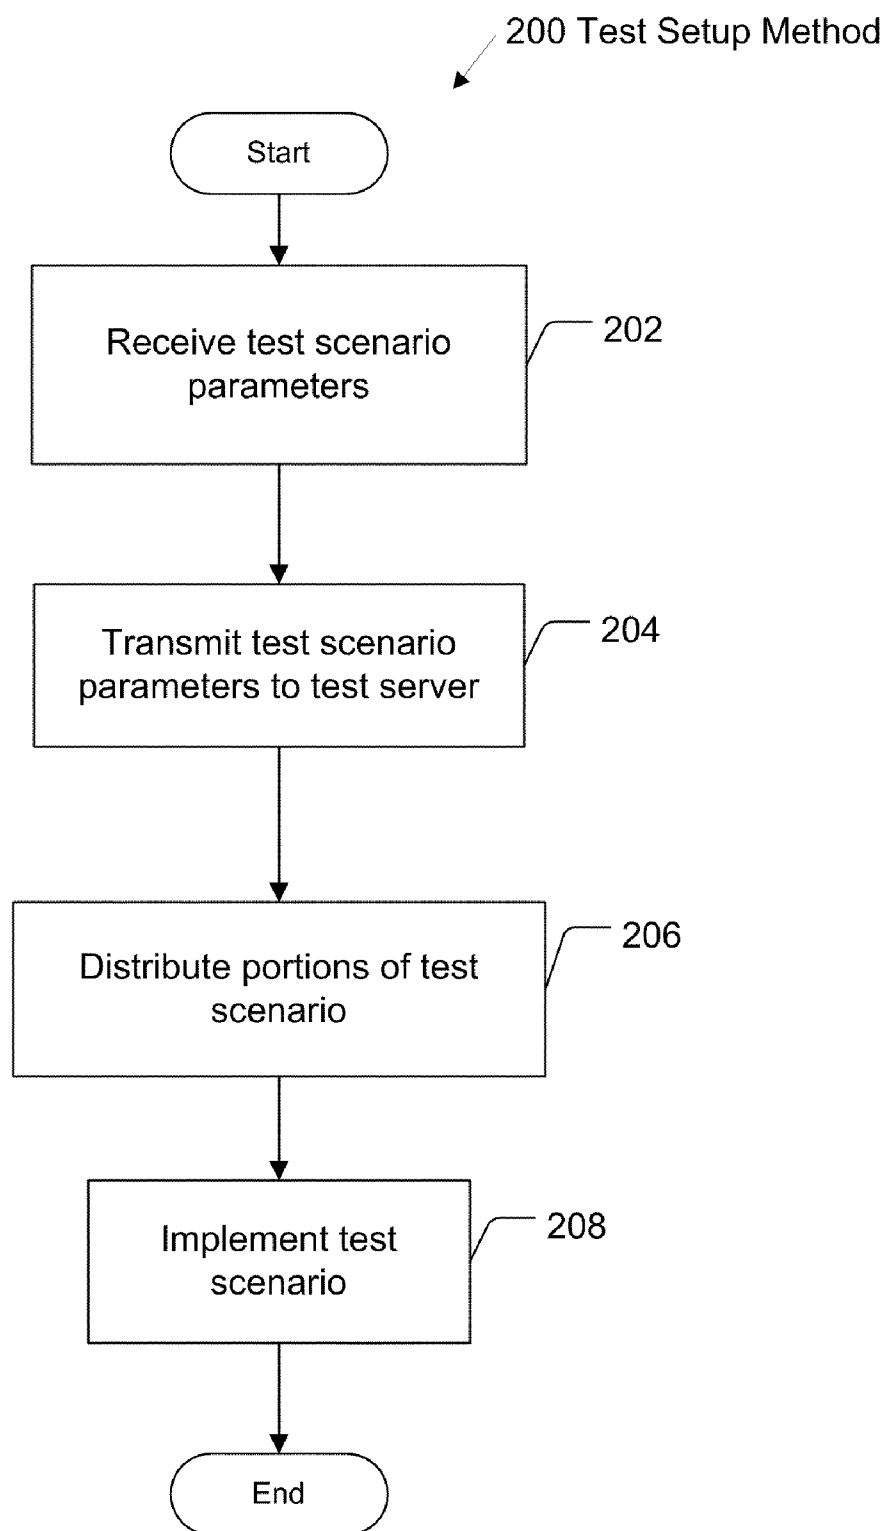 200 Test Setup Method
Start
Receive test scenario
parameters
202
Transmit test scenario
parameters to test server
204
Distribute portions of test
scenario
206
Implement test
scenario
208
End